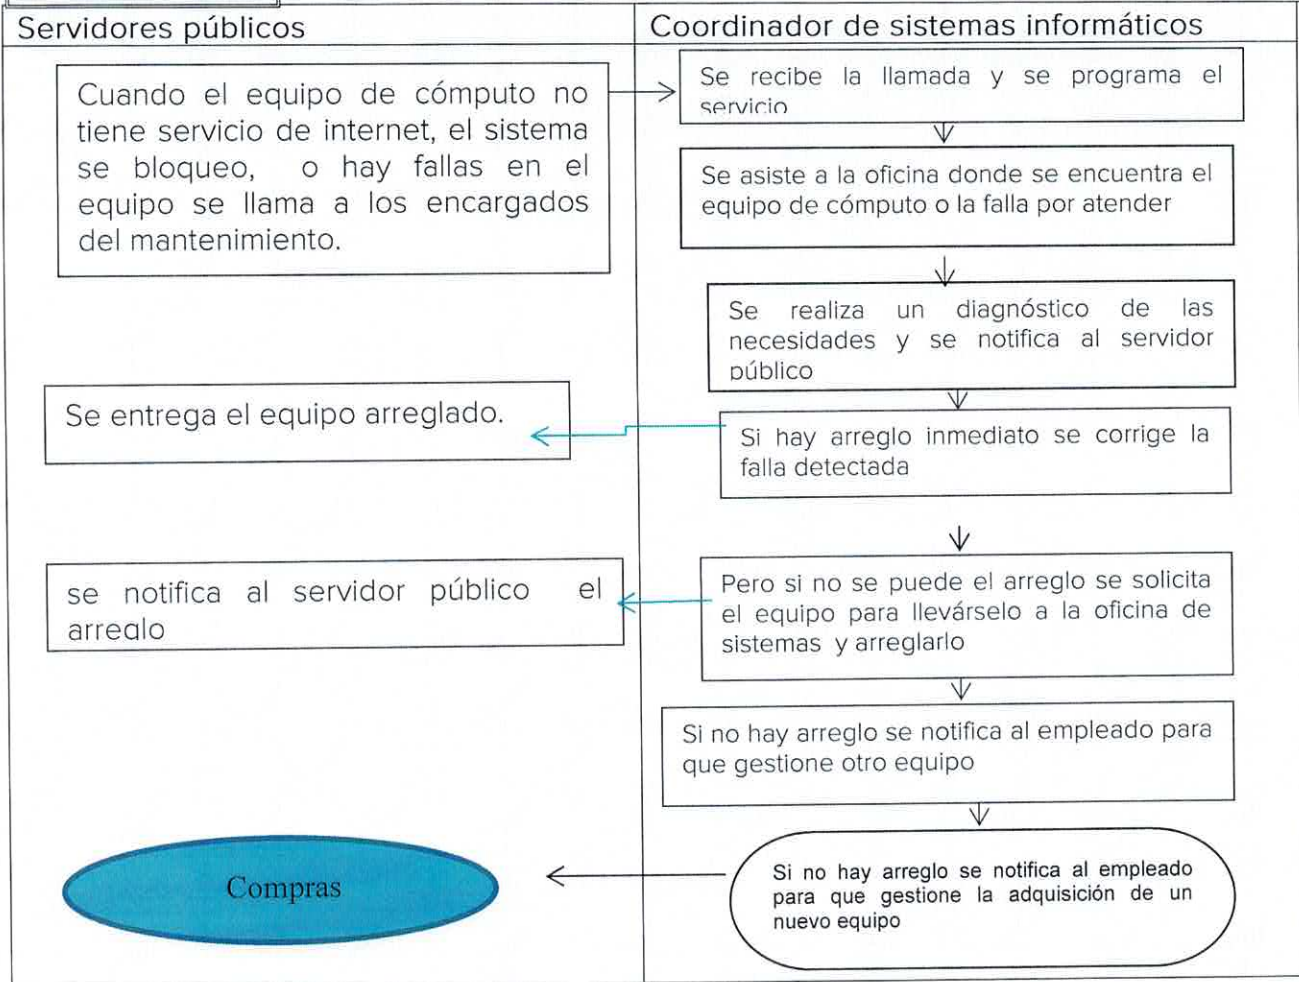 Servidores públicos
Coordinador de sistemas informáticos
Cuando el equipo de cómputo no
tiene servicio de internet, el sistema
se bloqueo, o hay fallas en el
equipo se llama a los encargados
del mantenimiento.
Se recibe la llamada y se programa el
servicio
Se asiste a la oficina donde se encuentra el
equipo de cómputo o la falla por atender
Se realiza un diagnóstico de las
necesidades y se notifica al servidor
público
Se entrega el equipo arreglado.
Si hay arreglo inmediato se corrige la
falla detectada
se notifica al servidor público el
arreglo
Pero si no se puede el arreglo se solicita
el equipo para llevárselo a la oficina de
sistemas y arreglarlo
Si no hay arreglo se notifica al empleado para
que gestione otro equipo
Compras
Si no hay arreglo se notifica al empleado
para que gestione la adquisición de un
nuevo equipo